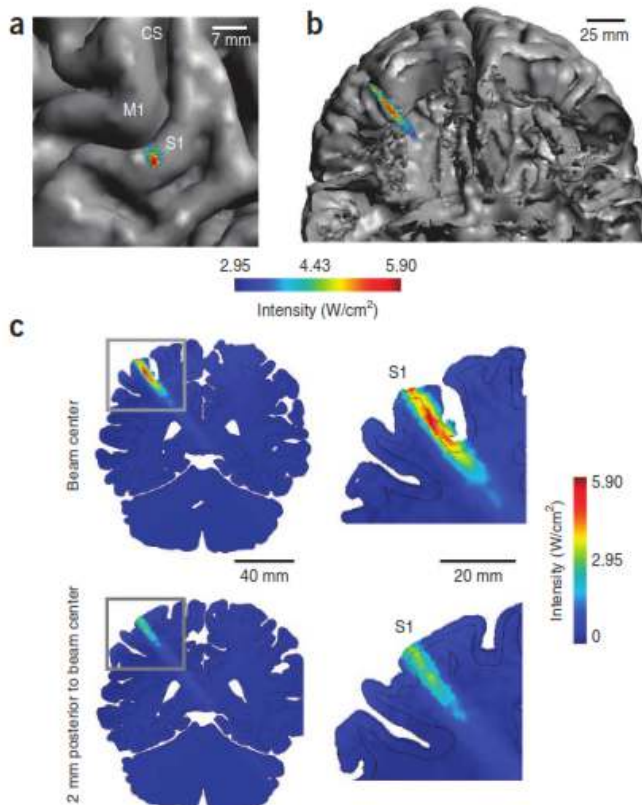 a
CS
7 mm
M1
S1
b
25 mm
2.95 4.43 5.90
Intensity (W/cm²)
c
Beam center
S1
40 mm
20 mm
5.90
2.95
0
Intensity (W/cm²)
2 mm posterior to beam center
S1